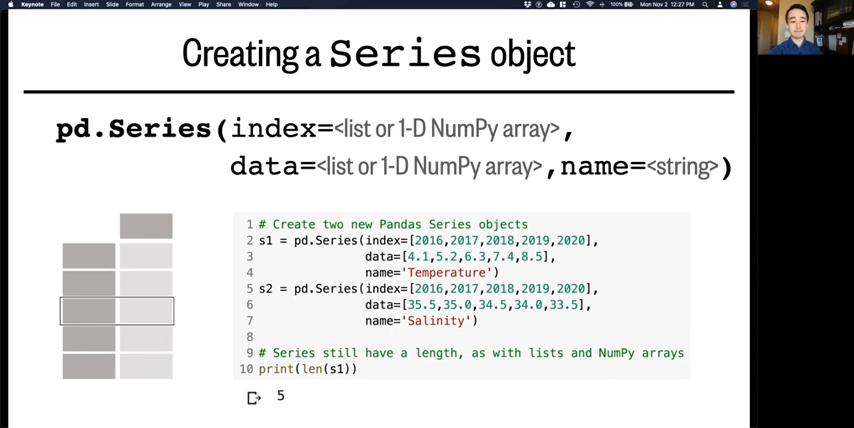 Keynote File Edit Insert Slide Format Arrange View Play Share Window Help 100% Mon Nov 2 12:27 PM
Creating a Series object
pd.Series(index=<list or 1-D NumPy array>,
data=<list or 1-D NumPy array>,name=<string>)
1 # Create two new Pandas Series objects
2 s1 = pd.Series(index=[2016,2017,2018,2019,2020],
3 data=[4.1,5.2,6.3,7.4,8.5],
4 name='Temperature')
5 s2 = pd.Series(index=[2016,2017,2018,2019,2020],
6 data=[35.5,35.0,34.5,34.0,33.5],
7 name='Salinity')
8
9 # Series still have a length, as with lists and NumPy arrays
10 print(len(s1))
5